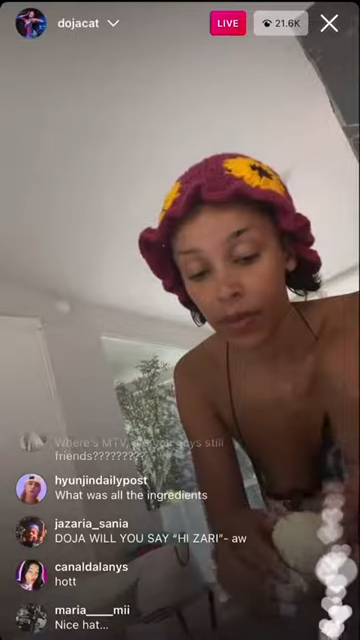 dojacat
LIVE
21.6K
Where's MTV, guys still
friends?????????
hyunjindailypost
What was all the ingredients
jazaria_sania
DOJA WILL YOU SAY “HI ZARI”- aw
canaldalanys
hott
maria____mii
Nice hat...